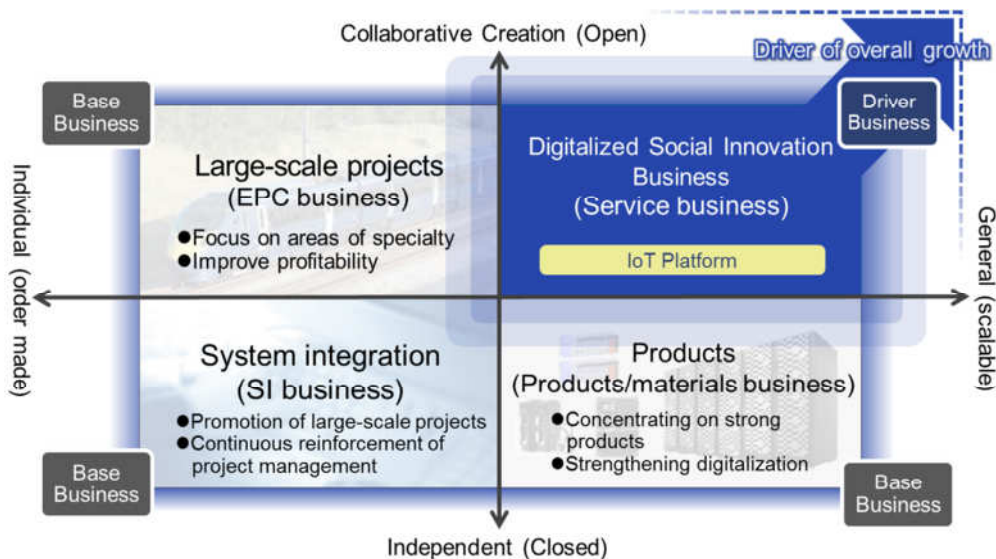 Collaborative Creation (Open)
Driver of overall growth
Base
Business
Driver
Business
Large-scale projects
(EPC business)
●Focus on areas of specialty
●Improve profitability
Digitalized Social Innovation
Business
(Service business)
IoT Platform
Individual (order made)
General (scalable)
System integration
(SI business)
●Promotion of large-scale projects
●Continuous reinforcement of
project management
Products
(Products/materials business)
●Concentrating on strong
products
●Strengthening digitalization
Base
Business
Base
Business
Independent (Closed)